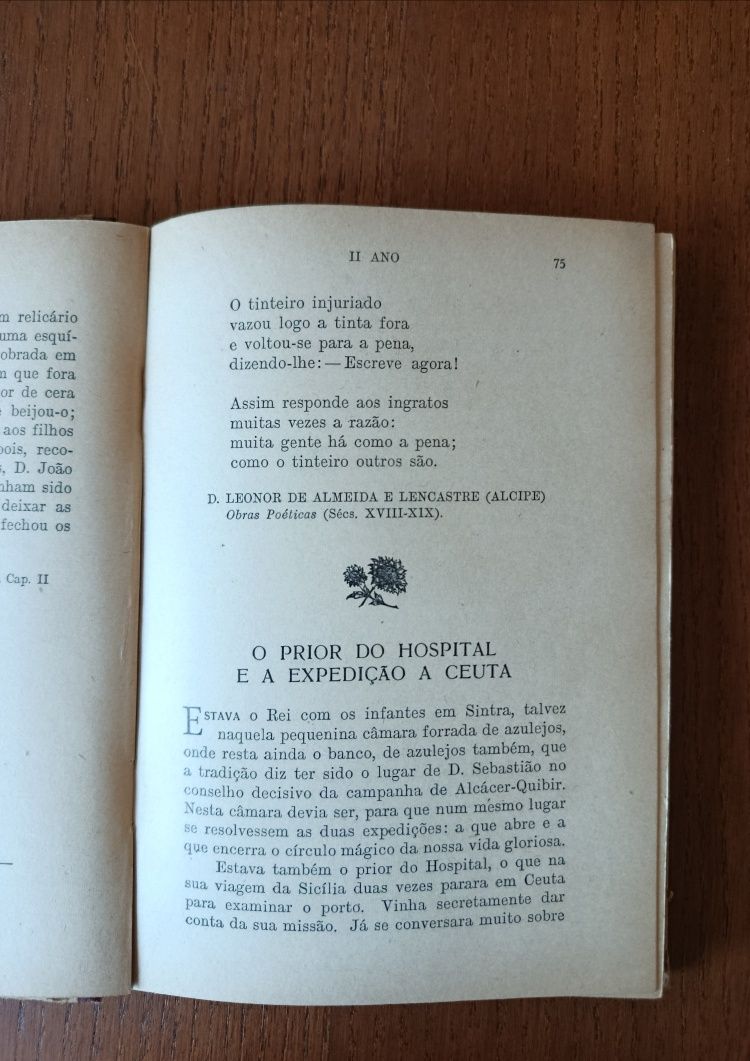 m relicário
uma esquí-
obrada em
m que fora
or de cera
beijou-o;
aos filhos
pois, reco-
s, D. João
nham sido
deixar as
fechou os
Cap. II
II ANO
75
O tinteiro injuriado
vazou logo a tinta fora
e voltou-se para a pena,
dizendo-lhe: — Escreve agora!
Assim responde aos ingratos
muitas vezes a razão:
muita gente há como a pena;
como o tinteiro outros são.
D. LEONOR DE ALMEIDA E LENCASTRE (ALCIPE)
Obras Poéticas (Sécs. XVIII-XIX).
O PRIOR DO HOSPITAL
E A EXPEDIÇÃO A CEUTA
ESTAVA o Rei com os infantes em Sintra, talvez
naquela pequenina câmara forrada de azulejos,
onde resta ainda o banco, de azulejos também, que
a tradição diz ter sido o lugar de D. Sebastião no
conselho decisivo da campanha de Alcácer-Quibir.
Nesta câmara devia ser, para que num mesmo lugar
se resolvessem as duas expedições: a que abre e a
que encerra o círculo mágico da nossa vida gloriosa.
Estava também o prior do Hospital, o que na
sua viagem da Sicília duas vezes parara em Ceuta
para examinar o porto. Vinha secretamente dar
conta da sua missão. Já se conversara muito sobre